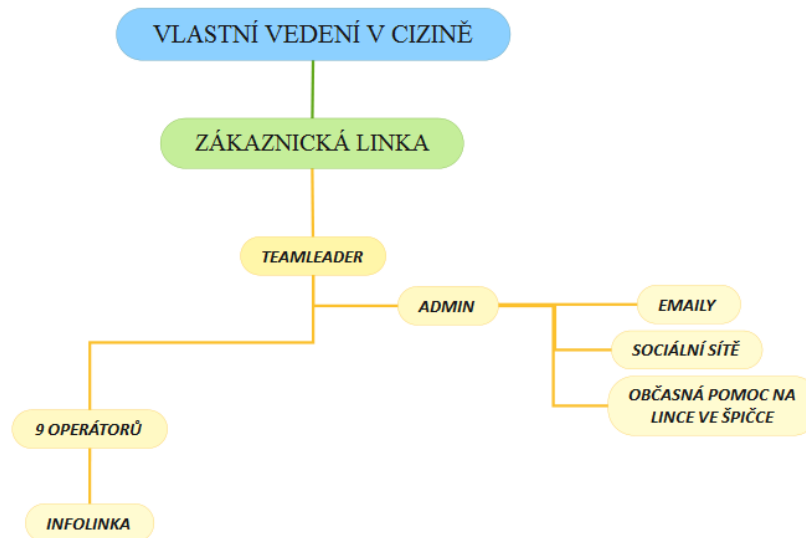 VLASTNÍ VEDENÍ V CIZINĚ
ZÁKAZNICKÁ LINKA
TEAMLEADER
ADMIN
EMAILY
SOCIÁLNÍ SÍTĚ
OBČASNÁ POMOC NA
LINCE VE ŠPIČCE
9 OPERÁTORŮ
INFOLINKA